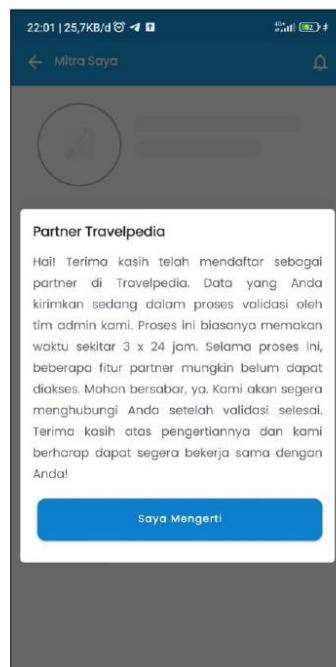 22:01 | 25,7KB/d
Mitra Saya
Partner Travelpedia
Hai! Terima kasih telah mendaftar sebagai
partner di Travelpedia. Data yang Anda
kirimkan sedang dalam proses validasi oleh
tim admin kami. Proses ini biasanya memakan
waktu sekitar 3 x 24 jam. Selama proses ini,
beberapa fitur partner mungkin belum dapat
diakses. Mohon bersabar, ya. Kami akan segera
menghubungi Anda setelah validasi selesai.
Terima kasih atas pengertiannya dan kami
berharap dapat segera bekerja sama dengan
Anda!
Saya Mengerti